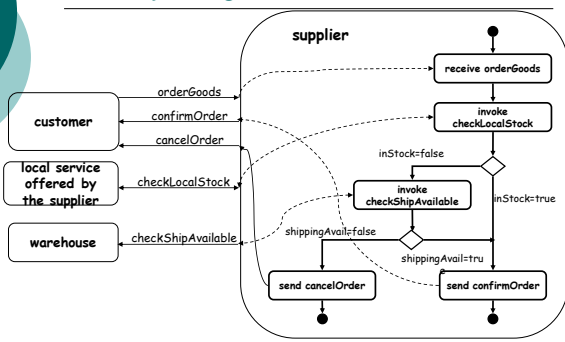 supplier
receive orderGoods
orderGoods
invoke
checkLocalStock
customer
confirmOrder
cancelOrder
inStock=false
local service
offered by
the supplier
checkLocalStock
invoke
checkShipAvailable
inStock=true
warehouse
checkShipAvailable
shippingAvail=false
shippingAvail=tru
e
send cancelOrder
send confirmOrder